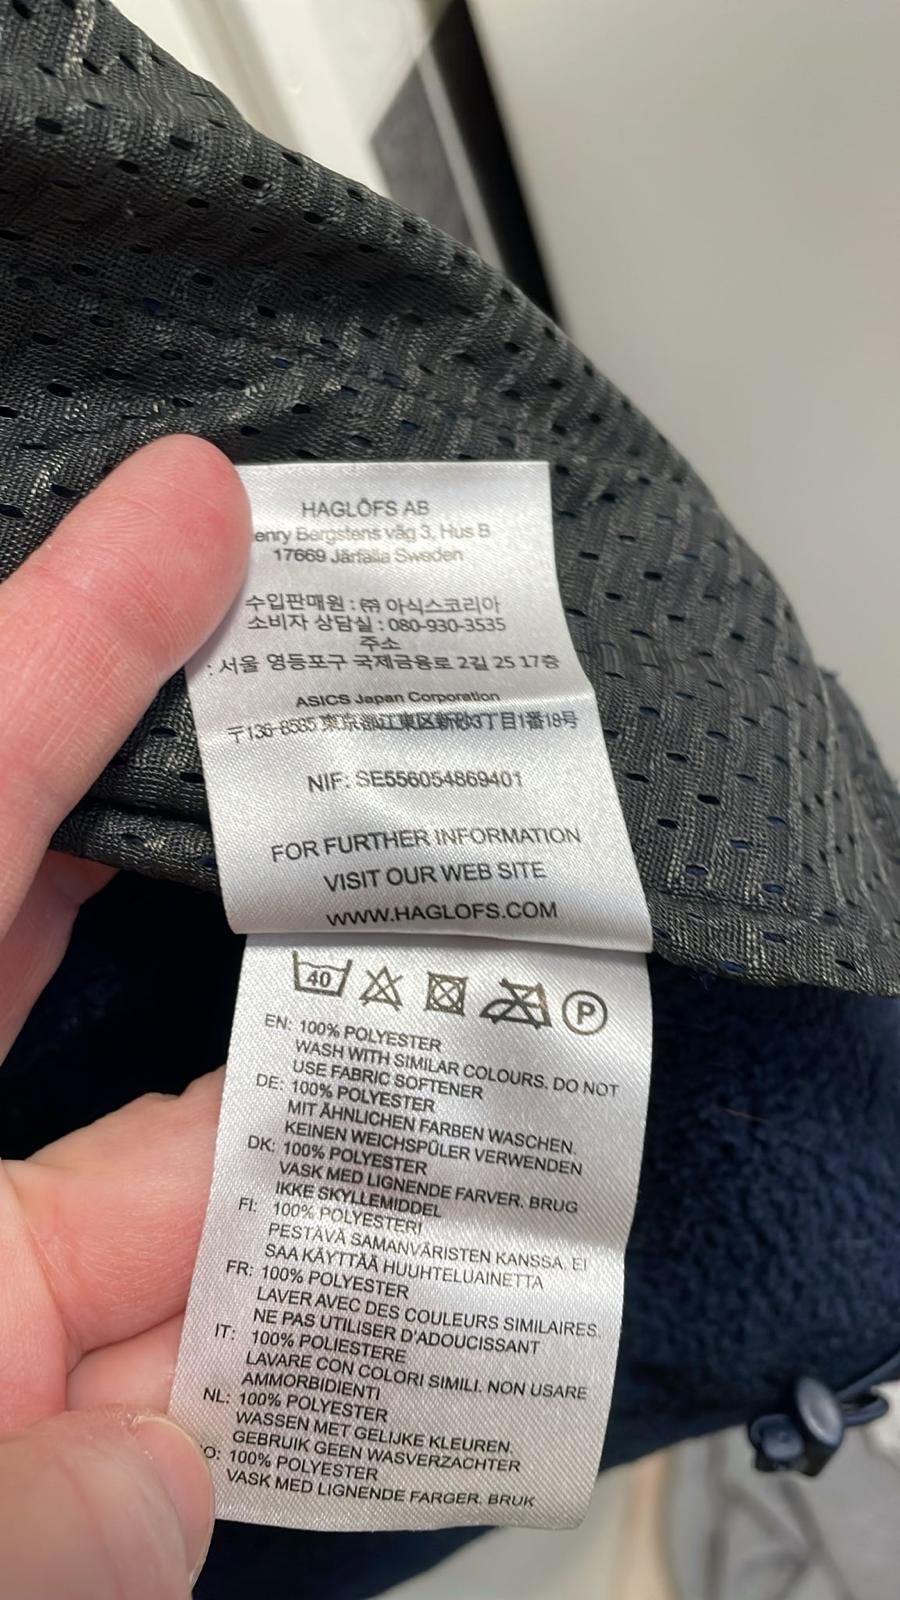 HAGLÖFS AB
enry Bergstens väg 3, Hus B
17669 Järfälla Sweden
수입판매원 : ㈜ 아식스코리아
소비자 상담실 : 080-930-3535
주소
: 서울 영등포구 국제금융로 2길 25 17층
ASICS Japan Corporation
〒136-8585 東京都江東区新砂3丁目1番18号
NIF: SE556054869401
FOR FURTHER INFORMATION
VISIT OUR WEB SITE
WWW.HAGLOFS.COM
40 P
EN: 100% POLYESTER
WASH WITH SIMILAR COLOURS. DO NOT
USE FABRIC SOFTENER
DE: 100% POLYESTER
MIT ÄHNLICHEN FARBEN WASCHEN.
KEINEN WEICHSPÜLER VERWENDEN
DK: 100% POLYESTER
VASK MED LIGNENDE FARVER. BRUG
IKKE SKYLLEMIDDEL
FI: 100% POLYESTERI
PESTÄVÄ SAMANVÄRISTEN KANSSA. EI
SAA KÄYTTÄÄ HUUHTELUAINETTA
FR: 100% POLYESTER
LAVER AVEC DES COULEURS SIMILAIRES.
NE PAS UTILISER D'ADOUCISSANT
IT: 100% POLIESTERE
LAVARE CON COLORI SIMILI. NON USARE
AMMORBIDIENTI
NL: 100% POLYESTER
WASSEN MET GELIJKE KLEUREN.
GEBRUIK GEEN WASVERZACHTER
O: 100% POLYESTER
VASK MED LIGNENDE FARGER. BRUK